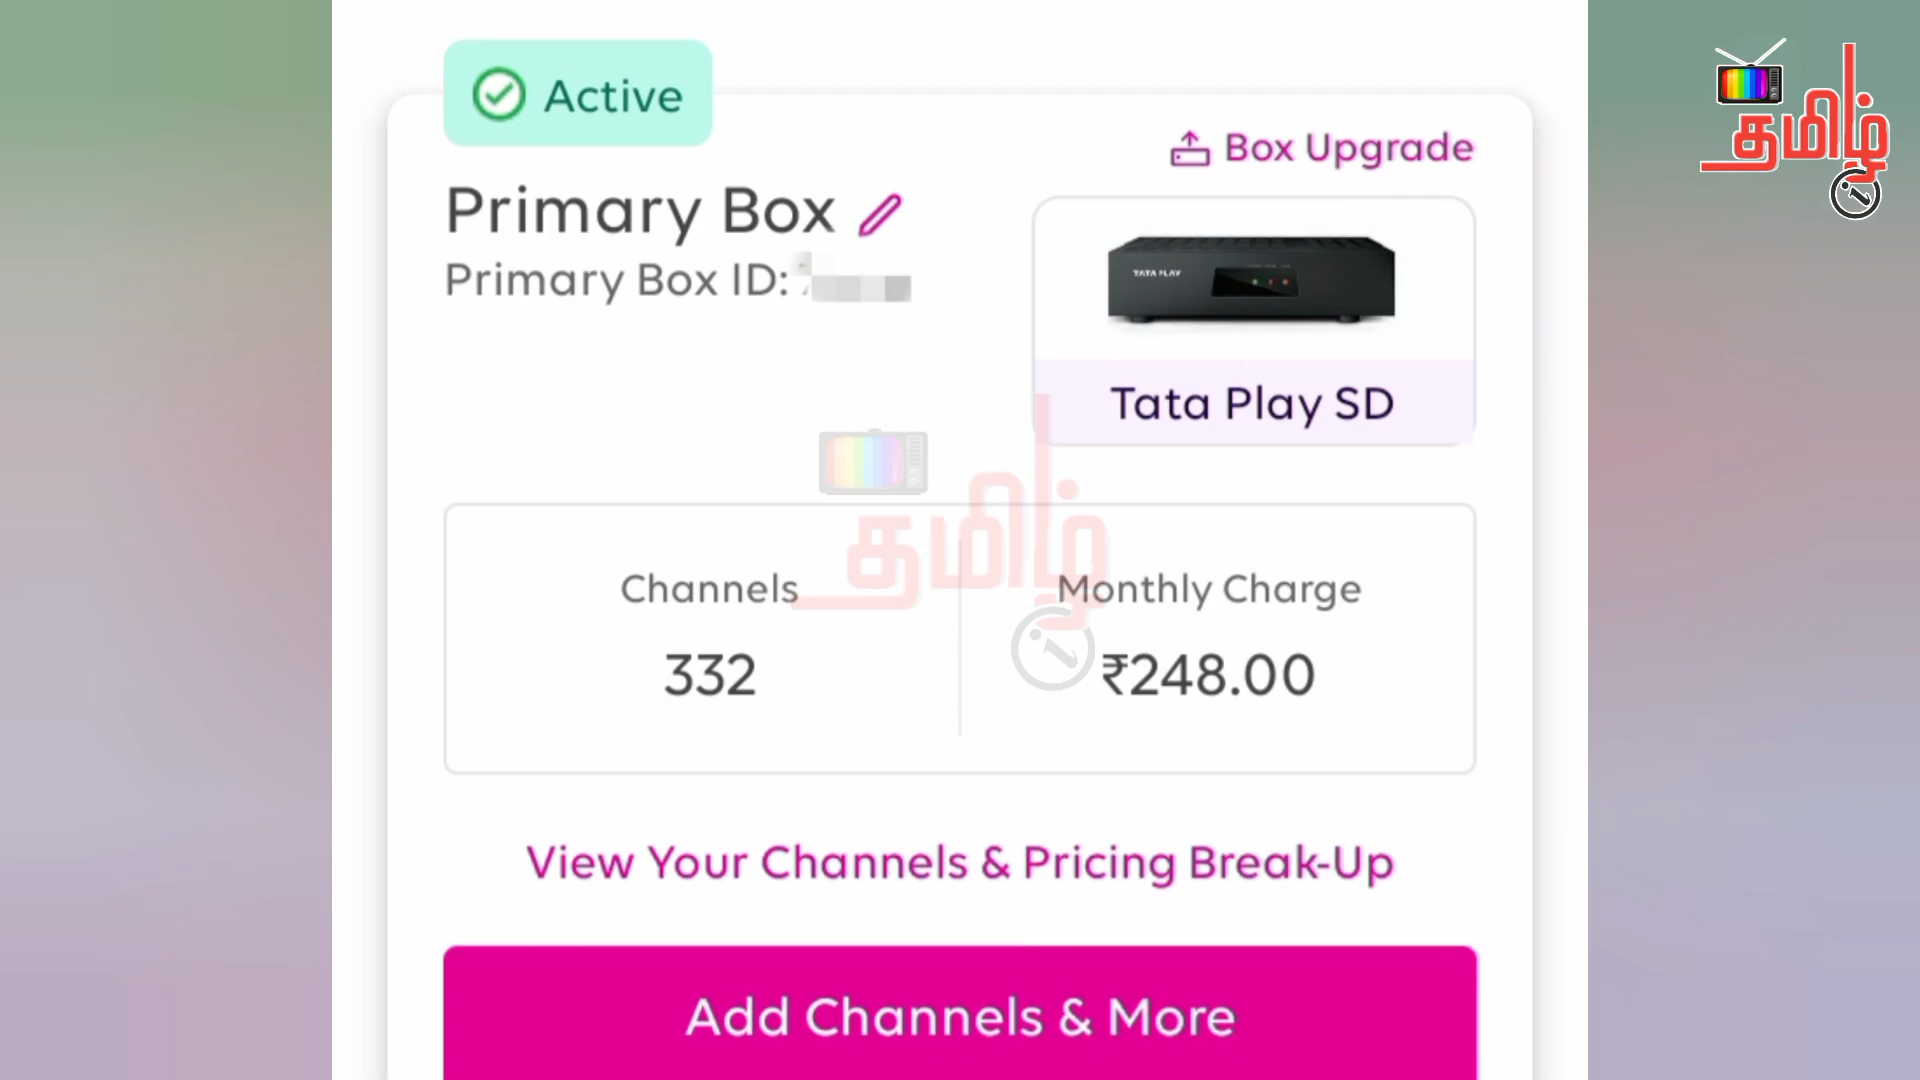 Active
Box Upgrade
Primary Box
Primary Box ID:
TATA PLAY
Tata Play SD
Channels
332
Monthly Charge
₹248.00
View Your Channels & Pricing Break-Up
Add Channels & More
தமிழ்
i
தமிழ்
i